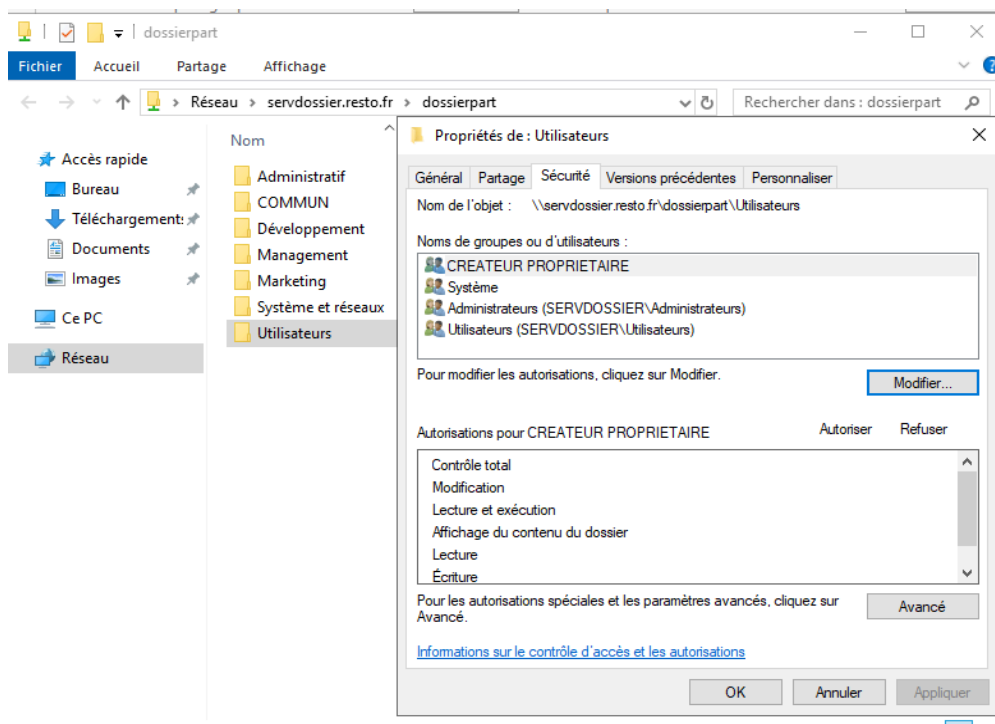 dossierpart
Fichier Accueil Partage Affichage
Réseau > servdossier.resto.fr > dossierpart
Rechercher dans : dossierpart
Accès rapide
Bureau
Téléchargement:
Documents
Images
Ce PC
Réseau
Nom
Administratif
COMMUN
Développement
Management
Marketing
Système et réseaux
Utilisateurs
Propriétés de : Utilisateurs
Général Partage Sécurité Versions précédentes Personnaliser
Nom de l'objet : \\servdossier.resto.fr\dossierpart\Utilisateurs
Noms de groupes ou d'utilisateurs :
CREATEUR PROPRIETAIRE
Système
Administrateurs (SERVDOSSIER\Administrateurs)
Utilisateurs (SERVDOSSIER\Utilisateurs)
Pour modifier les autorisations, cliquez sur Modifier.
Modifier...
Autorisations pour CREATEUR PROPRIETAIRE Autoriser Refuser
Contrôle total
Modification
Lecture et exécution
Affichage du contenu du dossier
Lecture
Écriture
Pour les autorisations spéciales et les paramètres avancés, cliquez sur
Avancé.
Avancé
Informations sur le contrôle d'accès et les autorisations
OK Annuler Appliquer